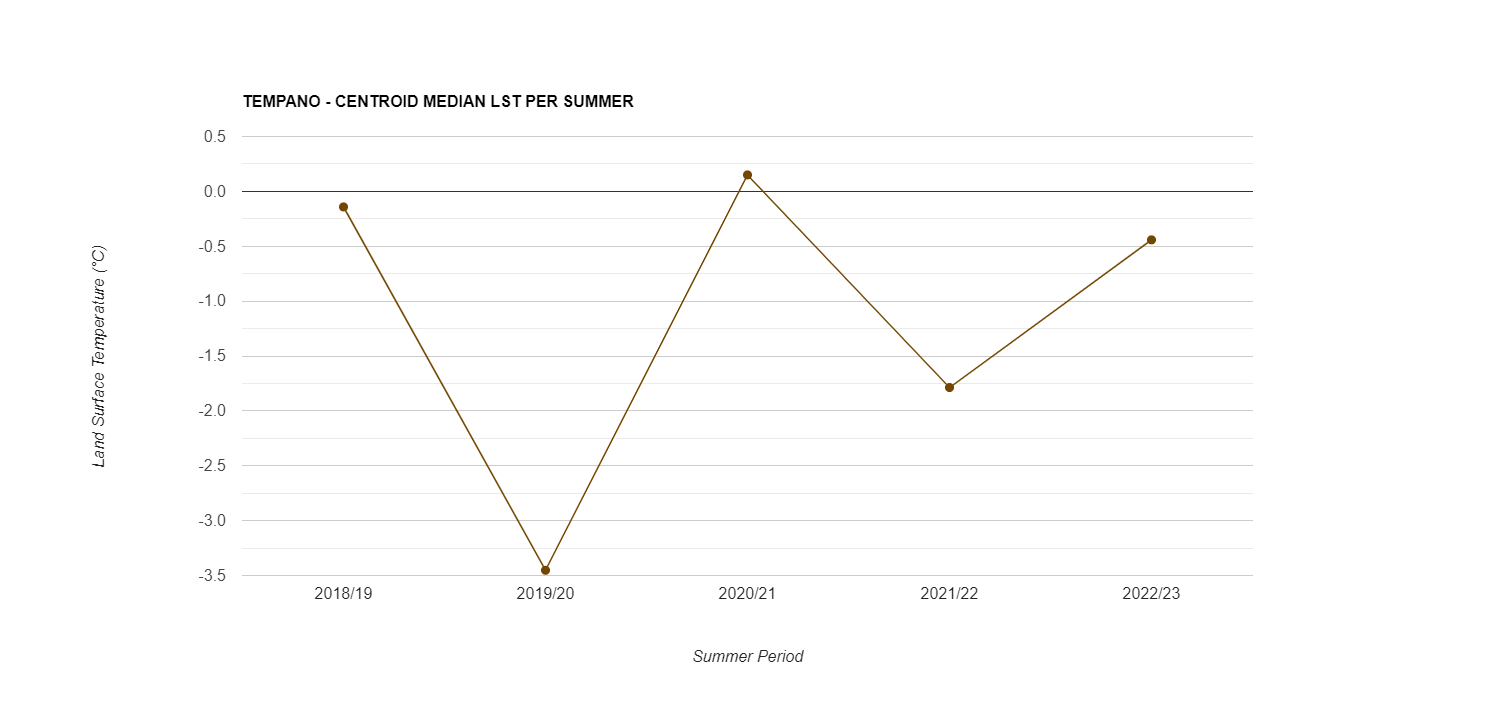 TEMPANO - CENTROID MEDIAN LST PER SUMMER
0.5
0.0
-0.5
-1.0
-1.5
-2.0
-2.5
-3.0
-3.5
Land Surface Temperature (°C)
2018/19 2019/20 2020/21 2021/22 2022/23
Summer Period